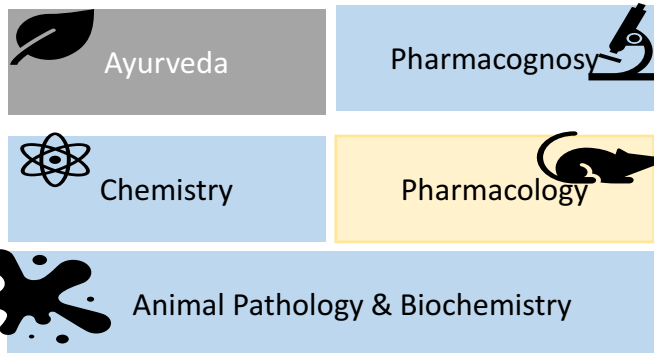 Ayurveda
Pharmacognosy
Chemistry
Pharmacology
Animal Pathology & Biochemistry